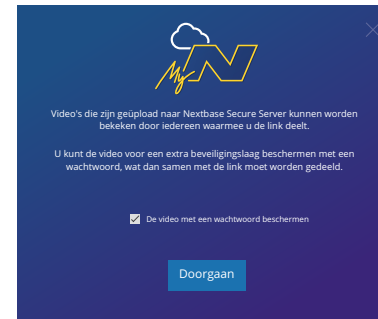 My N
Video's die zijn geüpload naar Nextbase Secure Server kunnen worden
bekeken door iedereen waarmee u de link deelt.
U kunt de video voor een extra beveiligingslaag beschermen met een
wachtwoord, wat dan samen met de link moet worden gedeeld.
De video met een wachtwoord beschermen
Doorgaan